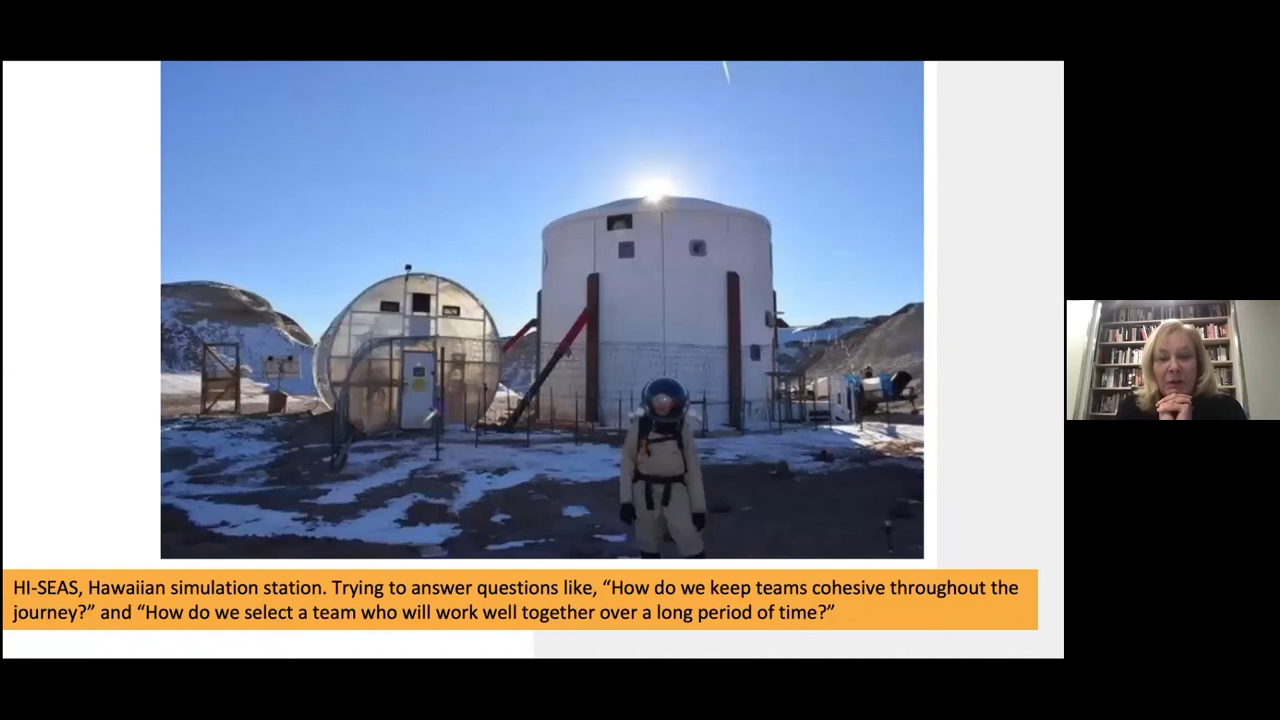 HI-SEAS, Hawaiian simulation station. Trying to answer questions like, “How do we keep teams cohesive throughout the
journey?” and “How do we select a team who will work well together over a long period of time?”